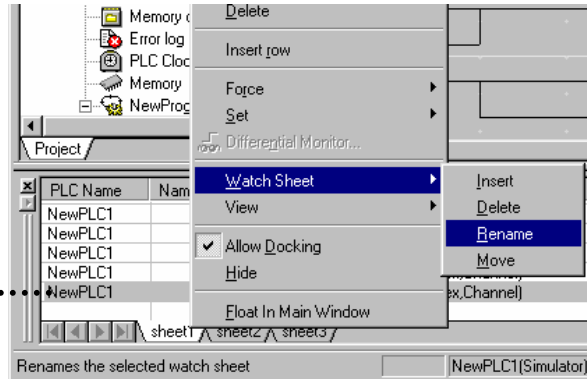 Memory
Error log
PLC Cloc
Memory
NewProg
Project
Delete
Insert row
Force
Set
Differential Monitor...
Watch Sheet
View
Allow Docking
Hide
Float In Main Window
Insert
Delete
Rename
Move
PLC Name
Nam
NewPLC1
NewPLC1
NewPLC1
NewPLC1
NewPLC1
ex,Channel)
sheet1
sheet2
sheet3
Renames the selected watch sheet
NewPLC1(Simulator)